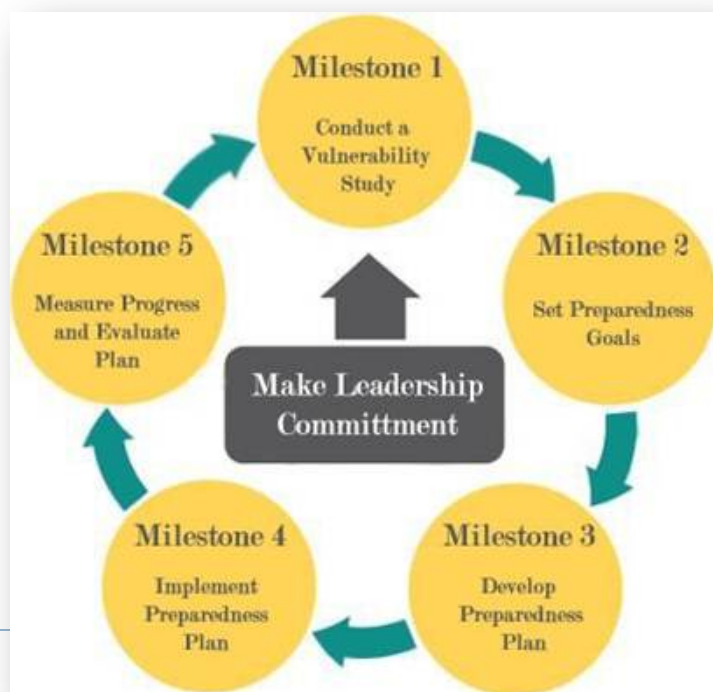 Milestone 1
Conduct a
Vulnerability
Study
Milestone 2
Set Preparedness
Goals
Milestone 3
Develop
Preparedness
Plan
Milestone 4
Implement
Preparedness
Plan
Milestone 5
Measure Progress
and Evaluate
Plan
Make Leadership
Committment